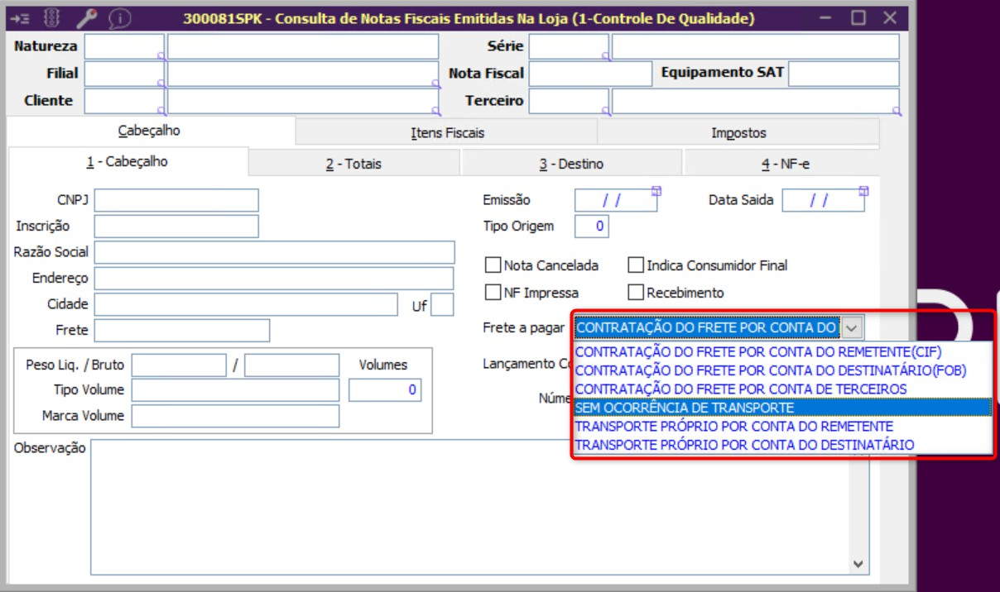 300081SPK - Consulta de Notas Fiscais Emitidas Na Loja (1-Controle De Qualidade)
Natureza Série
Filial Nota Fiscal Equipamento SAT
Cliente Terceiro
Cabeçalho Itens Fiscais Impostos
1 - Cabeçalho 2 - Totais 3 - Destino 4 - NF-e
CNPJ Emissão / / Data Saida / /
Inscrição Tipo Origem 0
Razão Social
Nota Cancelada Indica Consumidor Final
Endereço
NF Impressa Recebimento
Cidade Uf
Frete Frete a pagar CONTRATAÇÃO DO FRETE POR CONTA DO
CONTRATAÇÃO DO FRETE POR CONTA DO REMETENTE(CIF)
Peso Liq. / Bruto / Volumes Lançamento
CONTRATAÇÃO DO FRETE POR CONTA DO DESTINATÁRIO(FOB)
Tipo Volume 0
CONTRATAÇÃO DO FRETE POR CONTA DE TERCEIROS
SEM OCORRÊNCIA DE TRANSPORTE
Marca Volume
TRANSPORTE PRÓPRIO POR CONTA DO REMETENTE
TRANSPORTE PRÓPRIO POR CONTA DO DESTINATÁRIO
Observação